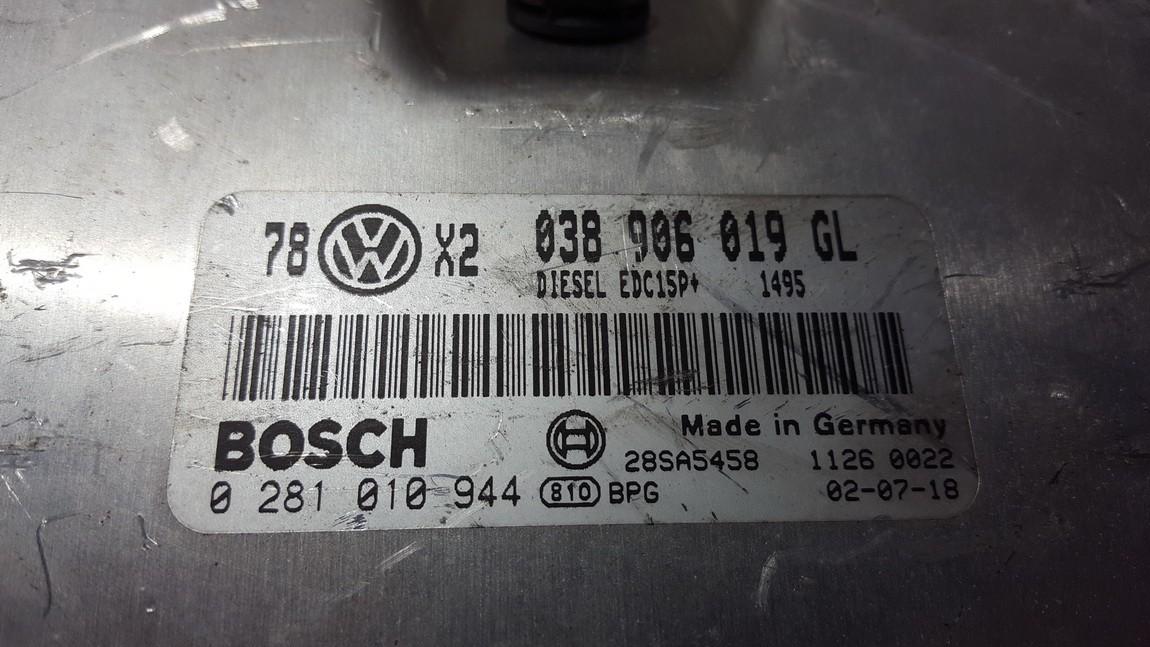 78 VW X2 038 906 019 GL
DIESEL EDC15P+ 1495
BOSCH Made in Germany
28SA5458 1126 0022
0 281 010 944 810 BPG 02-07-18